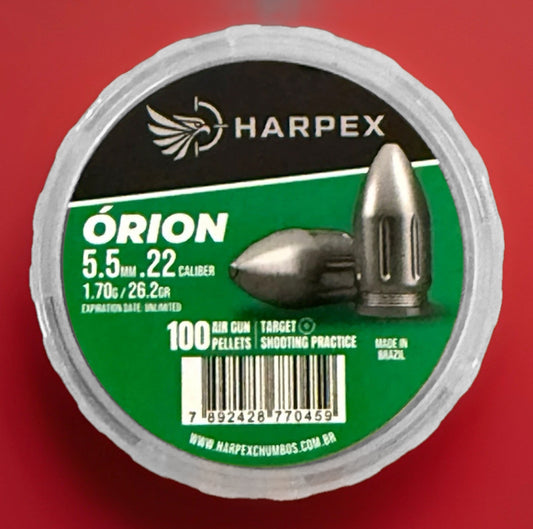 HARPEX
ÓRION
5.5MM .22 CALIBER
1.70G / 26.2GR
EXPIRATION DATE: UNLIMITED
100 AIR GUN PELLETS
TARGET SHOOTING PRACTICE
MADE IN
BRAZIL
7 892428 770459
WWW.HARPEXCHUMBOS.COM.BR